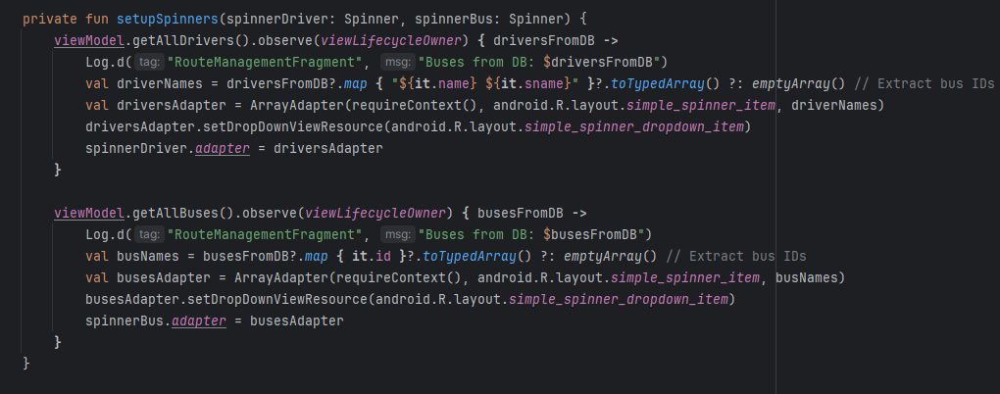 private fun setupSpinners(spinnerDriver: Spinner, spinnerBus: Spinner) {
    viewModel.getAllDrivers().observe(viewLifecycleOwner) { driversFromDB ->
        Log.d( tag: "RouteManagementFragment",  msg: "Buses from DB: $driversFromDB")
        val driverNames = driversFromDB?.map { "${it.name} ${it.sname}" }?.toTypedArray() ?: emptyArray() // Extract bus IDs
        val driversAdapter = ArrayAdapter(requireContext(), android.R.layout.simple_spinner_item, driverNames)
        driversAdapter.setDropDownViewResource(android.R.layout.simple_spinner_dropdown_item)
        spinnerDriver.adapter = driversAdapter
    }

    viewModel.getAllBuses().observe(viewLifecycleOwner) { busesFromDB ->
        Log.d( tag: "RouteManagementFragment",  msg: "Buses from DB: $busesFromDB")
        val busNames = busesFromDB?.map { it.id }?.toTypedArray() ?: emptyArray() // Extract bus IDs
        val busesAdapter = ArrayAdapter(requireContext(), android.R.layout.simple_spinner_item, busNames)
        busesAdapter.setDropDownViewResource(android.R.layout.simple_spinner_dropdown_item)
        spinnerBus.adapter = busesAdapter
    }
}